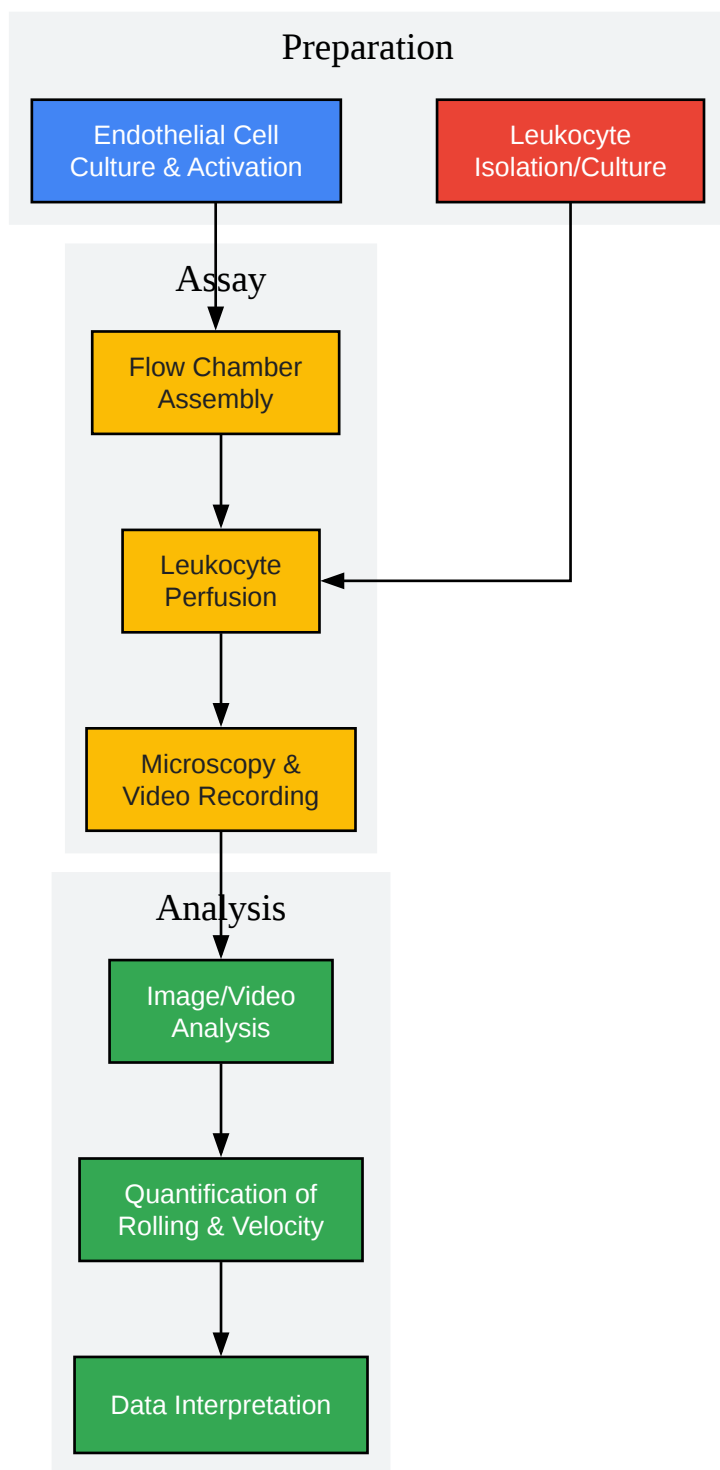 Preparation
Endothelial Cell
Culture & Activation
Leukocyte
Isolation/Culture
Assay
Flow Chamber
Assembly
Leukocyte
Perfusion
Microscopy &
Video Recording
Analysis
Image/Video
Analysis
Quantification of
Rolling & Velocity
Data Interpretation